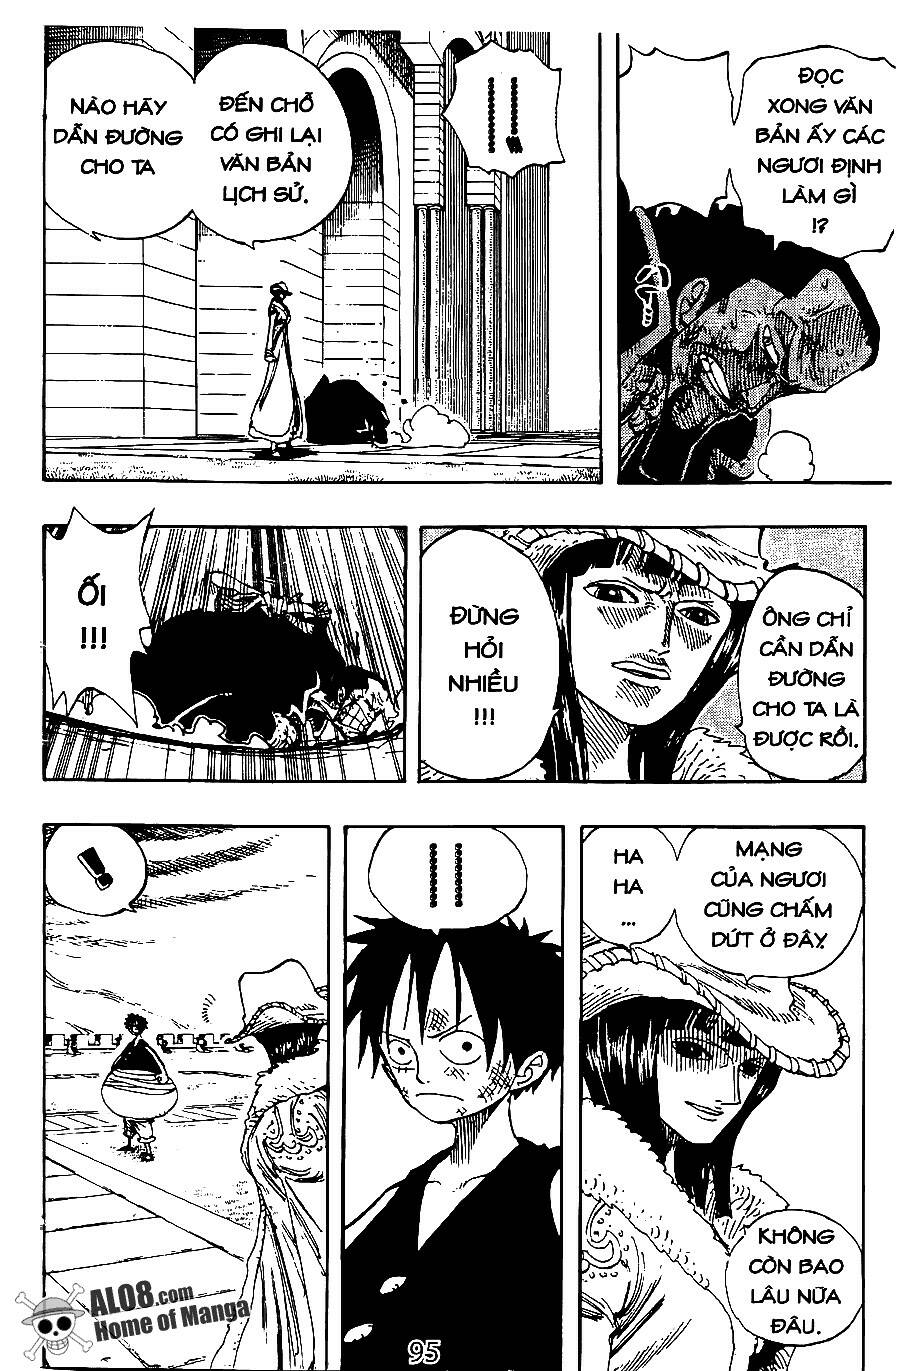 ĐỌC
XONG VĂN
BẢN ẤY CÁC
NGƯƠI ĐỊNH
LÀM GÌ
!?
ĐẾN CHỖ
CÓ GHI LẠI
VĂN BẢN
LỊCH SỬ.
NÀO HÃY
DẪN ĐƯỜNG
CHO TA
ÔNG CHỈ
CẦN DẪN
ĐƯỜNG
CHO TA LÀ
ĐƯỢC RỒI.
ĐỪNG
HỎI
NHIỀU
!!!
ỐI
!!!
MẠNG
CỦA NGƯƠI
CŨNG CHẤM
DỨT Ở ĐÂY.
HA
HA
...
KHÔNG
CÒN BAO
LÂU NỮA
ĐÂU.
!
AL08.com
Home of Manga
95